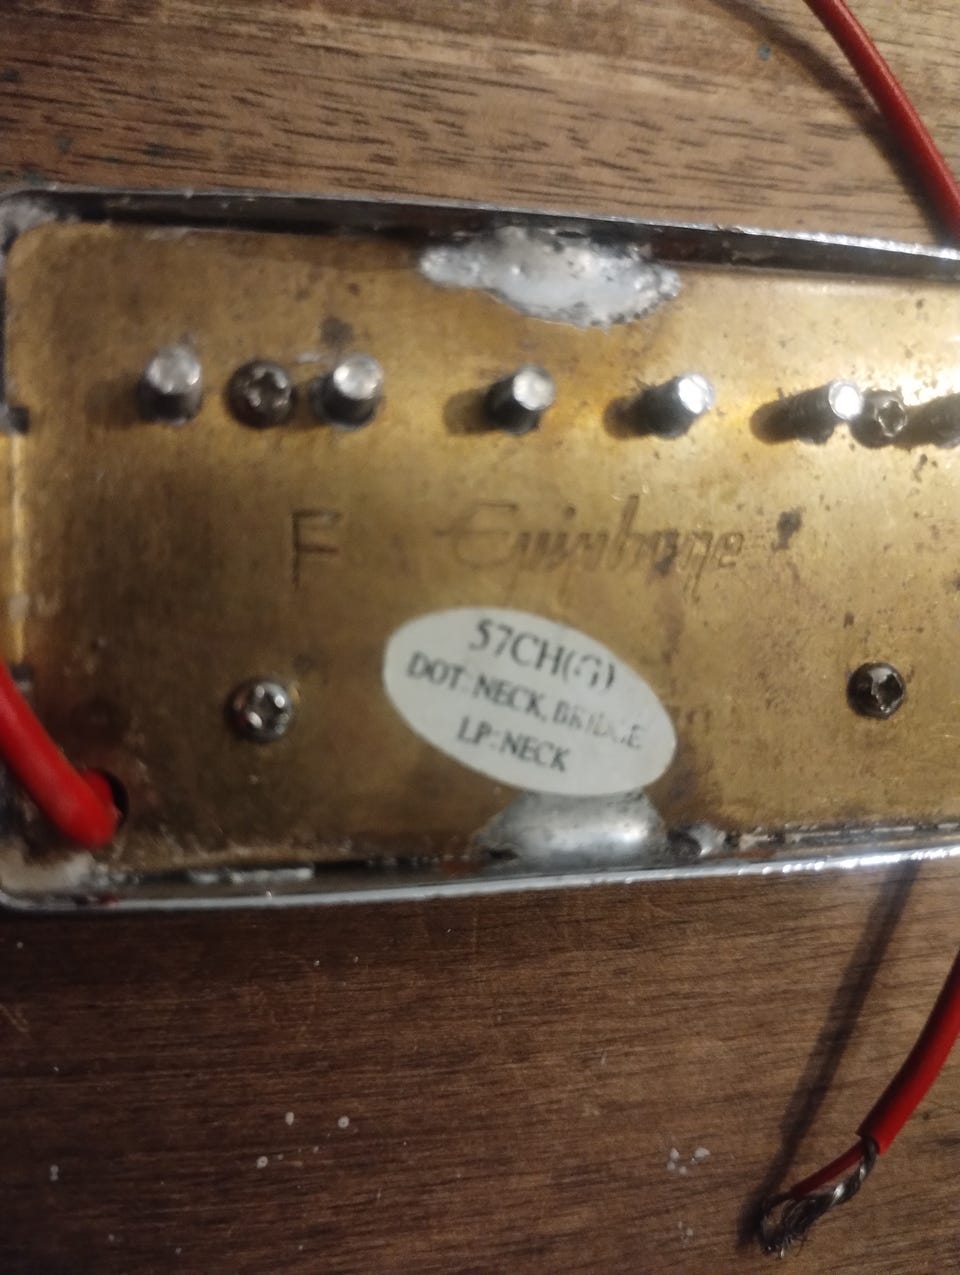 F Epiphone
57CH(G)
DOT: NECK, BRIDGE
LP: NECK